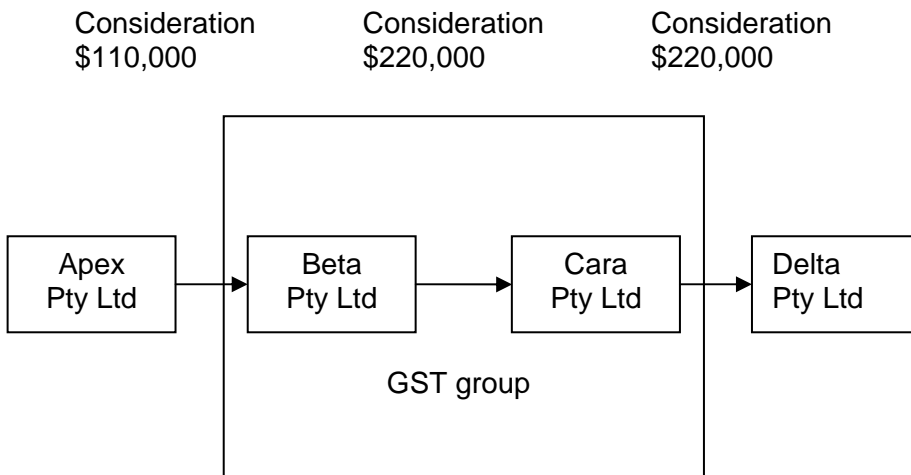 Consideration
$110,000
Consideration
$220,000
Consideration
$220,000
Apex
Pty Ltd
Beta
Pty Ltd
Cara
Pty Ltd
Delta
Pty Ltd
GST group